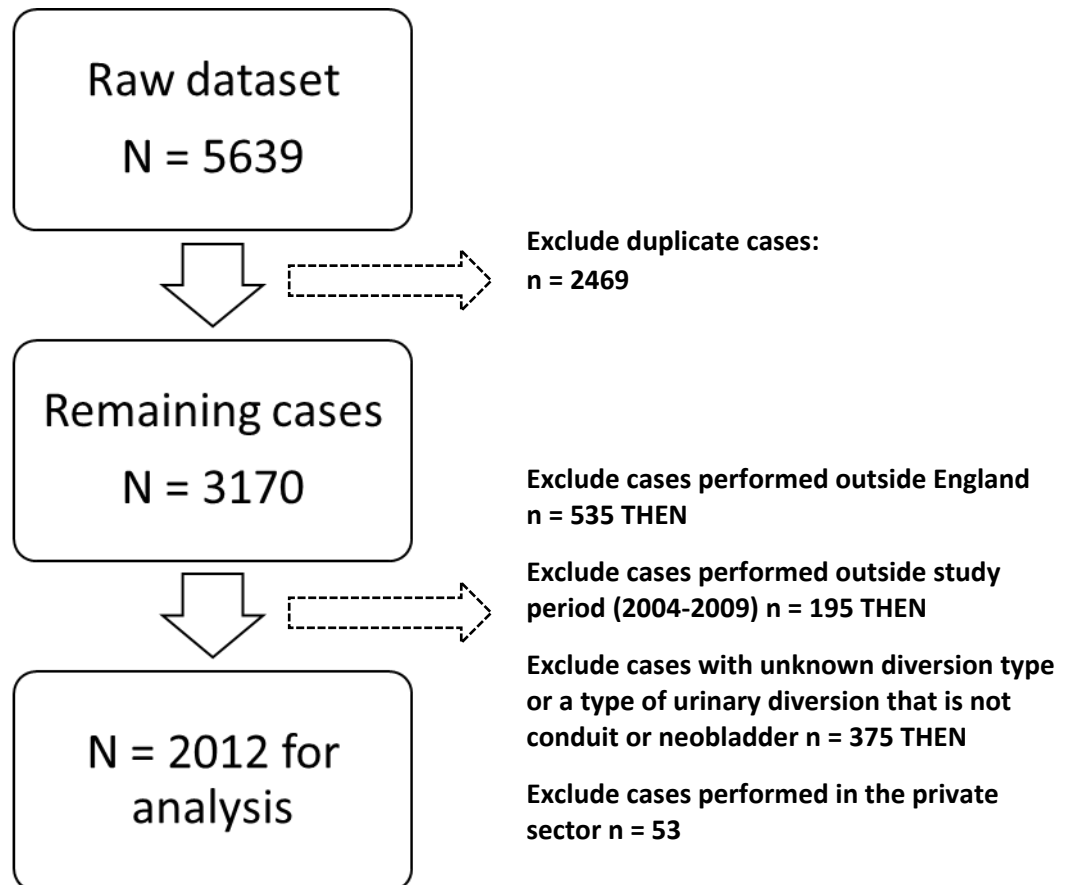 Raw dataset
N = 5639
Exclude duplicate cases:
n = 2469
Remaining cases
N = 3170
Exclude cases performed outside England
n = 535 THEN
Exclude cases performed outside study
period (2004-2009) n = 195 THEN
Exclude cases with unknown diversion type
or a type of urinary diversion that is not
conduit or neobladder n = 375 THEN
Exclude cases performed in the private
sector n = 53
N = 2012 for
analysis